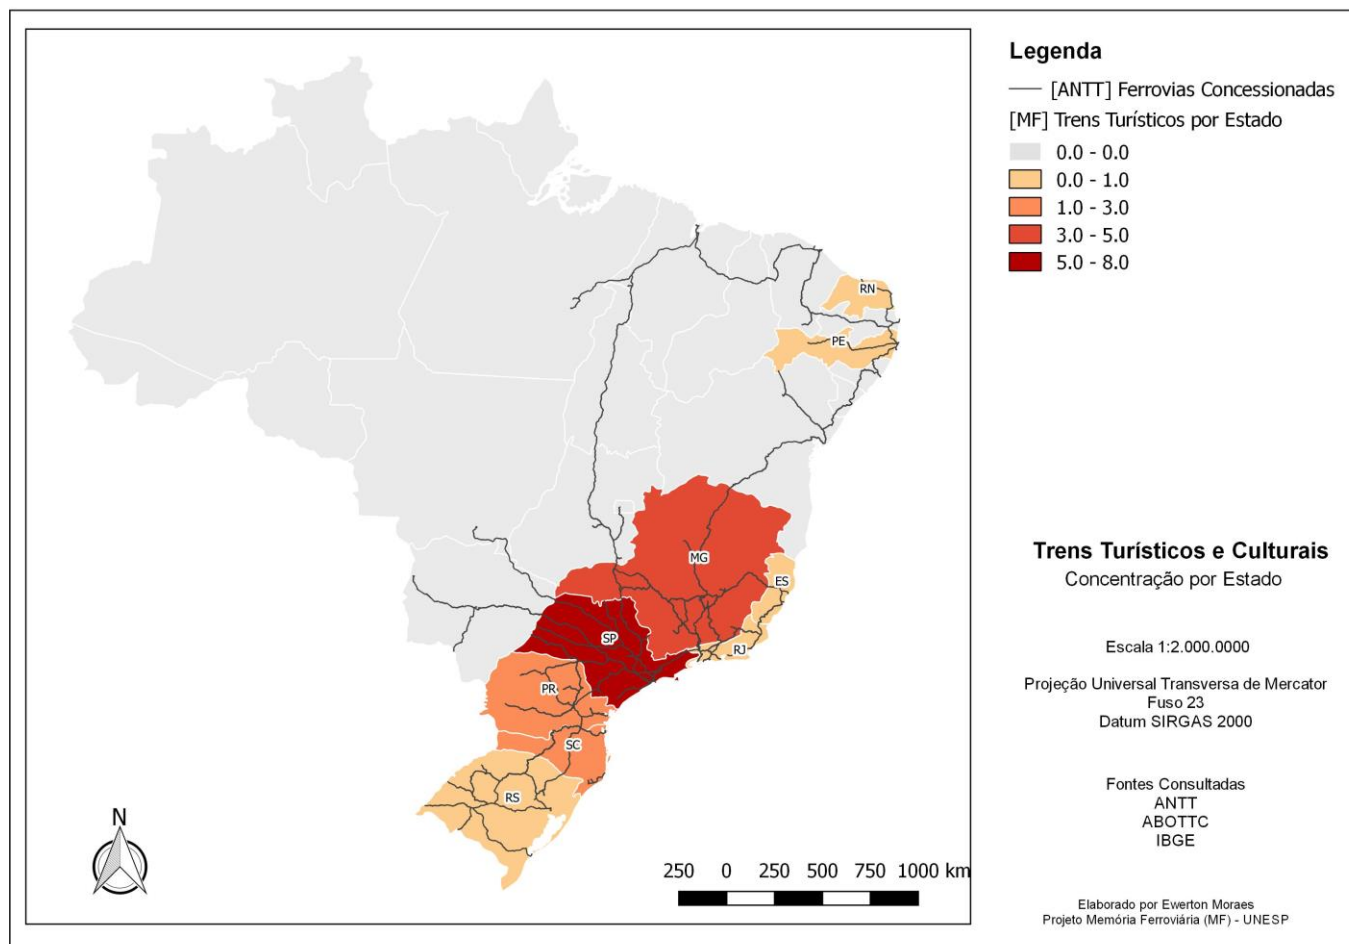 Legenda
[ANTT] Ferrovias Concessionadas
[MF] Trens Turísticos por Estado
0.0 - 0.0
0.0 - 1.0
1.0 - 3.0
3.0 - 5.0
5.0 - 8.0
RN
PE
MG
ES
SP
RJ
PR
SC
RS
N
250 0 250 500 750 1000 km
Trens Turísticos e Culturais
Concentração por Estado
Escala 1:2.000.0000
Projeção Universal Transversa de Mercator
Fuso 23
Datum SIRGAS 2000
Fontes Consultadas
ANTT
ABOTTC
IBGE
Elaborado por Ewerton Moraes
Projeto Memória Ferroviária (MF) - UNESP